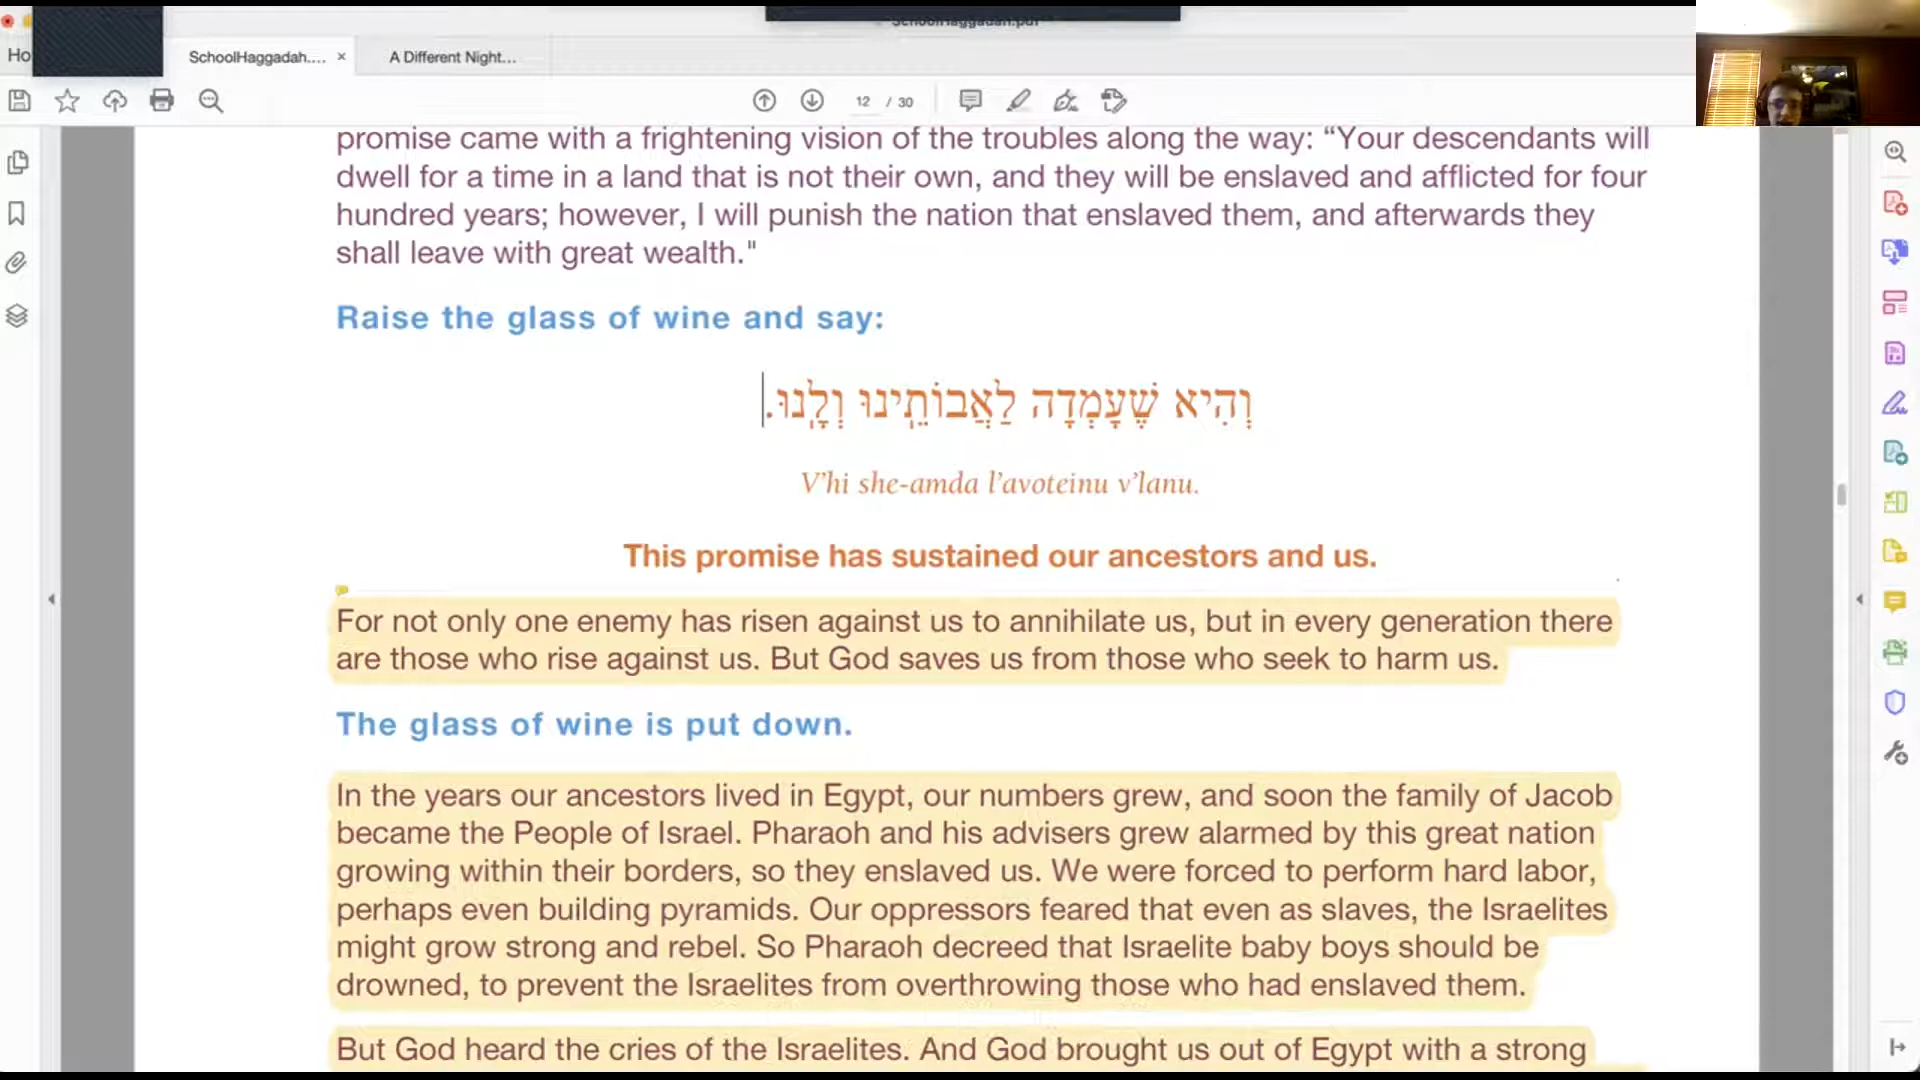 SchoolHaggadah.pdf
Ho
SchoolHaggadah.... ×
A Different Night...
12 / 30
promise came with a frightening vision of the troubles along the way: “Your descendants will
dwell for a time in a land that is not their own, and they will be enslaved and afflicted for four
hundred years; however, I will punish the nation that enslaved them, and afterwards they
shall leave with great wealth."
Raise the glass of wine and say:
וְהִיא שֶׁעָמְדָה לַאֲבוֹתֵינוּ וְלָנוּ.
V’hi she-amda l’avoteinu v’lanu.
This promise has sustained our ancestors and us.
For not only one enemy has risen against us to annihilate us, but in every generation there
are those who rise against us. But God saves us from those who seek to harm us.
The glass of wine is put down.
In the years our ancestors lived in Egypt, our numbers grew, and soon the family of Jacob
became the People of Israel. Pharaoh and his advisers grew alarmed by this great nation
growing within their borders, so they enslaved us. We were forced to perform hard labor,
perhaps even building pyramids. Our oppressors feared that even as slaves, the Israelites
might grow strong and rebel. So Pharaoh decreed that Israelite baby boys should be
drowned, to prevent the Israelites from overthrowing those who had enslaved them.
But God heard the cries of the Israelites. And God brought us out of Egypt with a strong